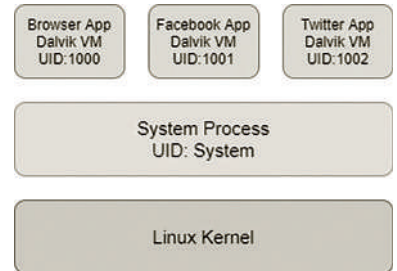 Browser App
Dalvik VM
UID:1000
Facebook App
Dalvik VM
UID:1001
Twitter App
Dalvik VM
UID:1002
System Process
UID: System
Linux Kernel